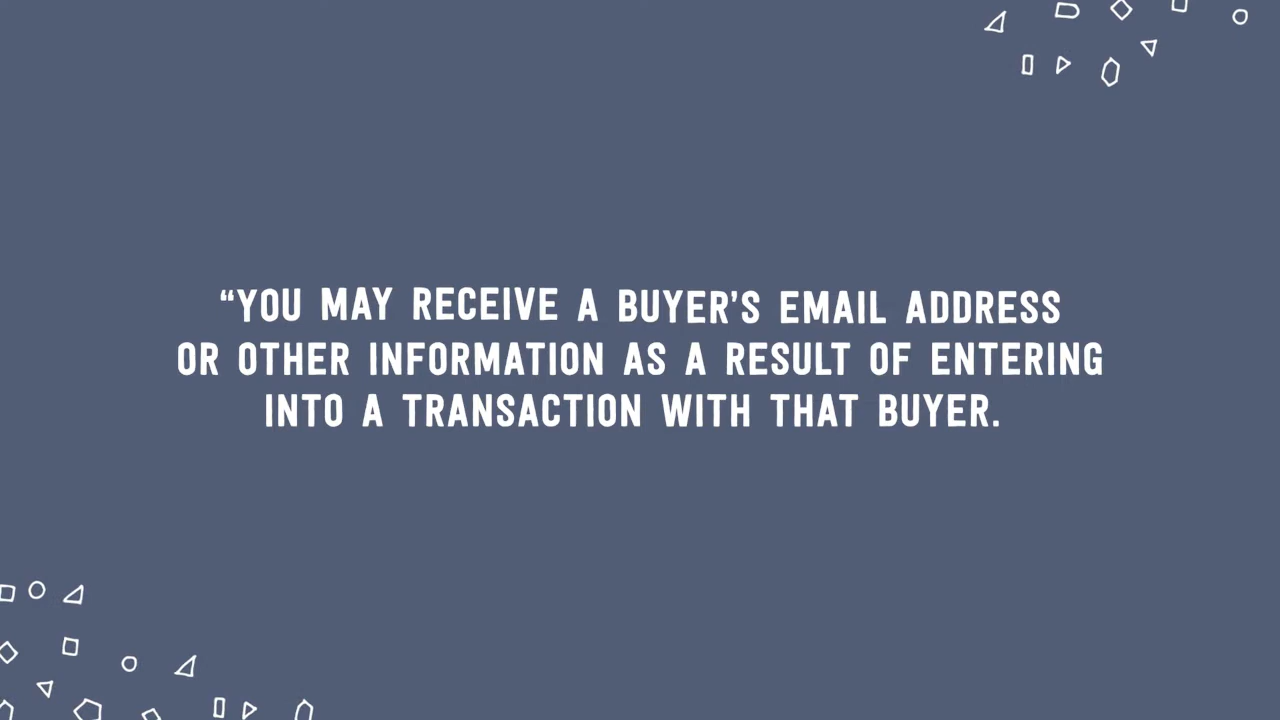 “YOU MAY RECEIVE A BUYER’S EMAIL ADDRESS
OR OTHER INFORMATION AS A RESULT OF ENTERING
INTO A TRANSACTION WITH THAT BUYER.